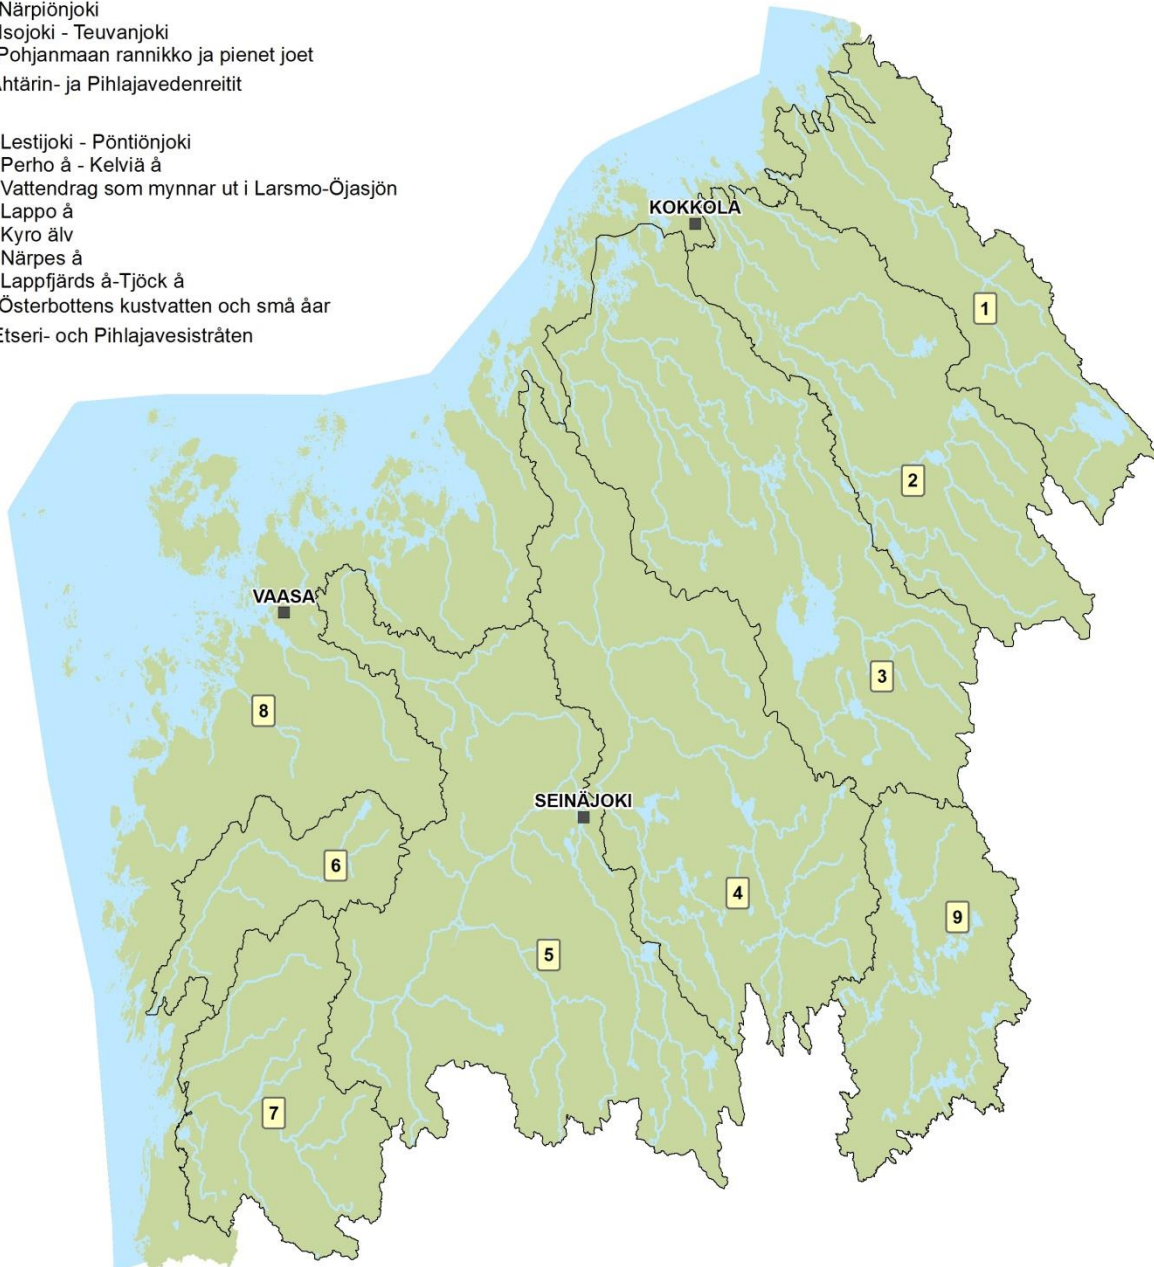 Närpiönjoki
Isojoki - Teuvanjoki
Pohjanmaan rannikko ja pienet joet
htärin- ja Pihlajavedenreitit
Lestijoki - Pöntiönjoki
Perho å - Kelviä å
Vattendrag som mynnar ut i Larsmo-Öjasjön
Lappo å
Kyro älv
Närpes å
Lappfjärds å-Tjöck å
Österbottens kustvatten och små åar
Etseri- och Pihlajavesistråten
KOKKOLA
1
2
VAASA
3
8
SEINÄJOKI
6
4
9
5
7